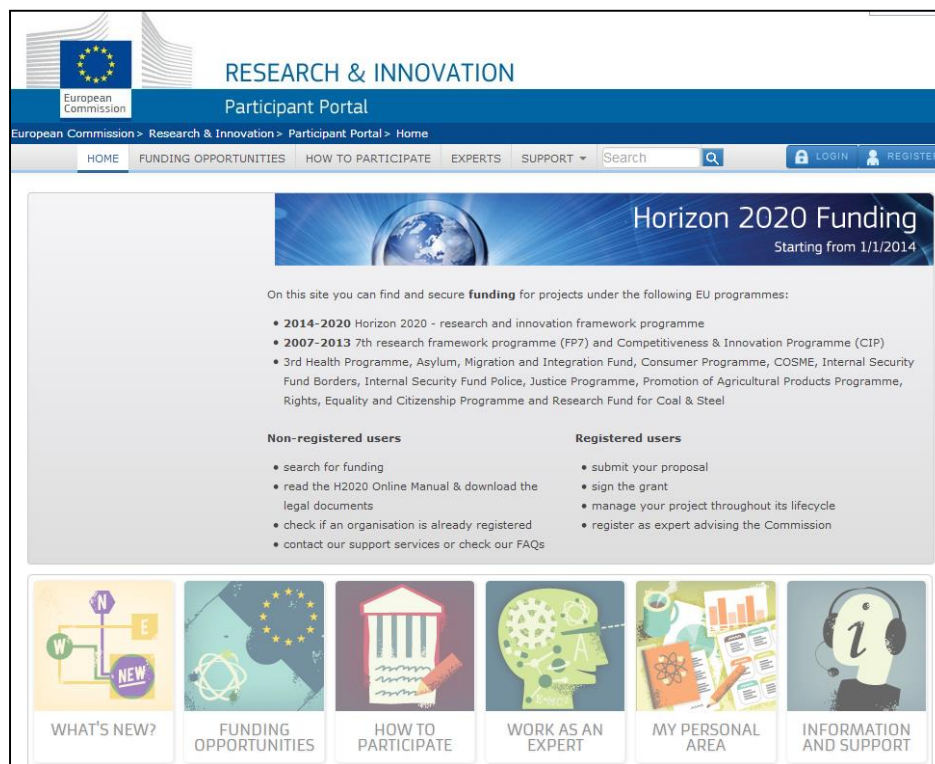 European
Commission
RESEARCH & INNOVATION
Participant Portal
European Commission> Research & Innovation> Participant Portal> Home
HOME FUNDING OPPORTUNITIES HOW TO PARTICIPATE EXPERTS SUPPORT Search LOGIN REGISTE
Horizon 2020 Funding
Starting from 1/1/2014
On this site you can find and secure funding for projects under the following EU programmes:
• 2014-2020 Horizon 2020 - research and innovation framework programme
• 2007-2013 7th research framework programme (FP7) and Competitiveness & Innovation Programme (CIP)
• 3rd Health Programme, Asylum, Migration and Integration Fund, Consumer Programme, COSME, Internal Security
Fund Borders, Internal Security Fund Police, Justice Programme, Promotion of Agricultural Products Programme,
Rights, Equality and Citizenship Programme and Research Fund for Coal & Steel
Non-registered users
• search for funding
• read the H2020 Online Manual & download the
legal documents
• check if an organisation is already registered
• contact our support services or check our FAQs
Registered users
• submit your proposal
• sign the grant
• manage your project throughout its lifecycle
• register as expert advising the Commission
N
E
W
NEW
A
E=MC²
i
WHAT'S NEW?
FUNDING
OPPORTUNITIES
HOW TO
PARTICIPATE
WORK AS AN
EXPERT
MY PERSONAL
AREA
INFORMATION
AND SUPPORT